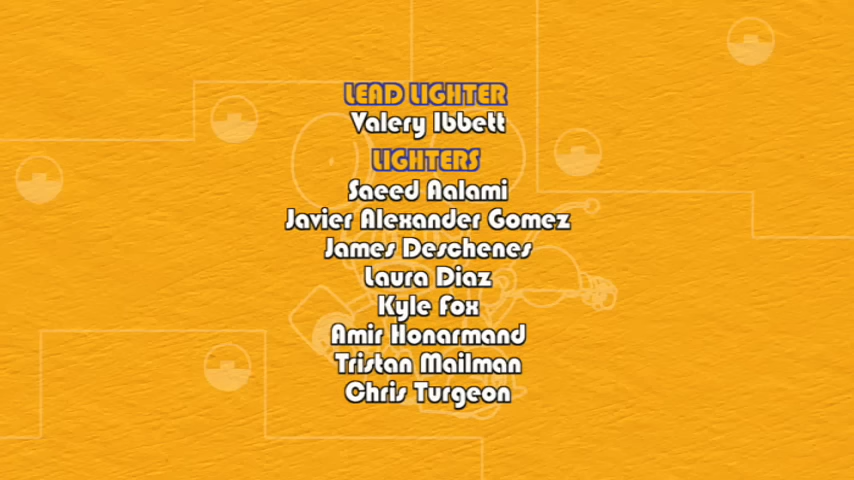 LEAD LIGHTER
Valery Ibbett
LIGHTERS
Saeed Aalami
Javier Alexander Gomez
James Deschenes
Laura Diaz
Kyle Fox
Amir Honarmand
Tristan Mailman
Chris Turgeon